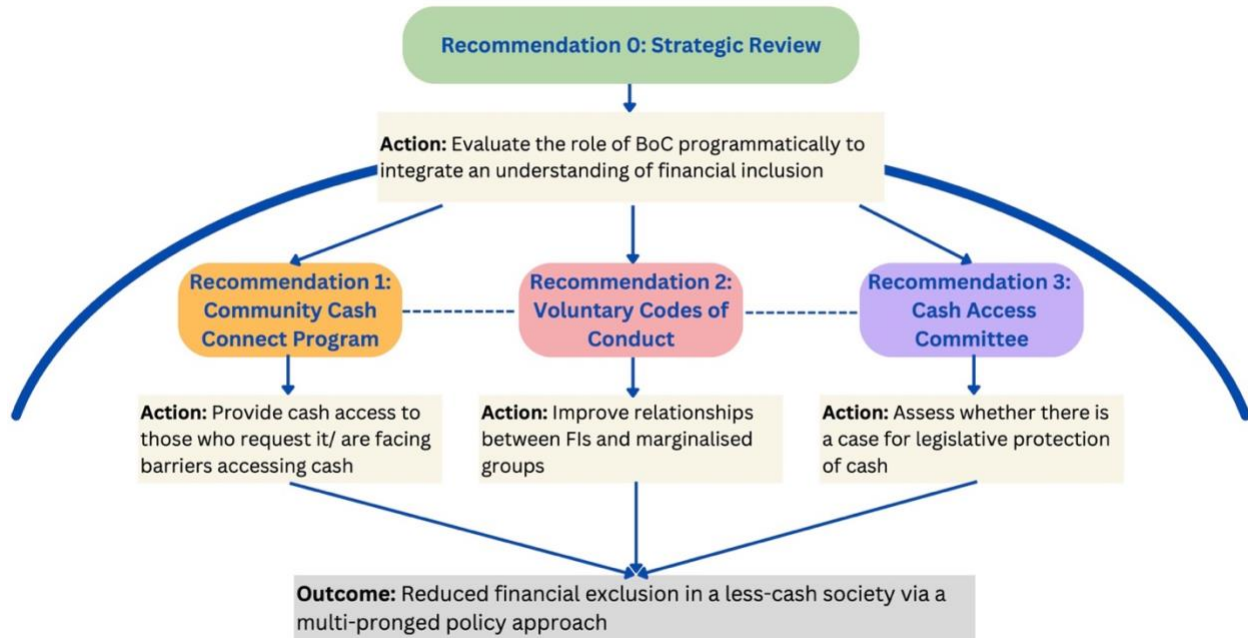 Recommendation 0: Strategic Review
Action: Evaluate the role of BoC programmatically to
integrate an understanding of financial inclusion
Recommendation 1:
Community Cash
Connect Program
Recommendation 2:
Voluntary Codes of
Conduct
Recommendation 3:
Cash Access
Committee
Action: Provide cash access to
those who request it/ are facing
barriers accessing cash
Action: Improve relationships
between FIs and marginalised
groups
Action: Assess whether there is
a case for legislative protection
of cash
Outcome: Reduced financial exclusion in a less-cash society via a
multi-pronged policy approach